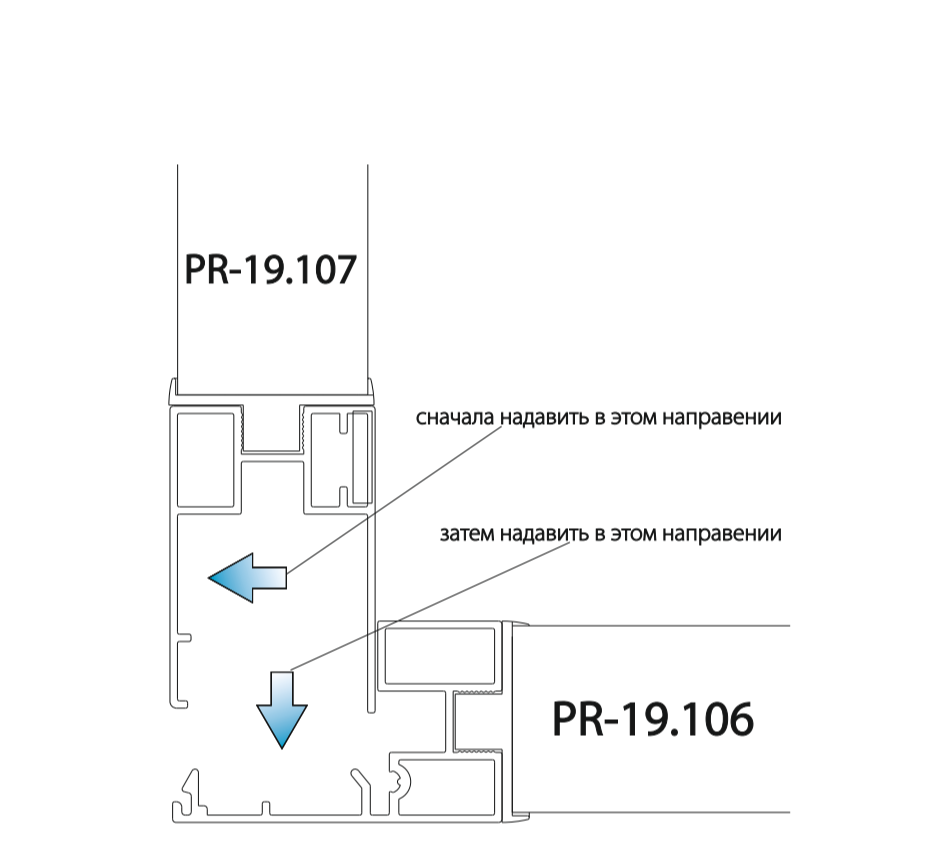 PR-19.107
сначала надавить в этом направении
затем надавить в этом направении
PR-19.106